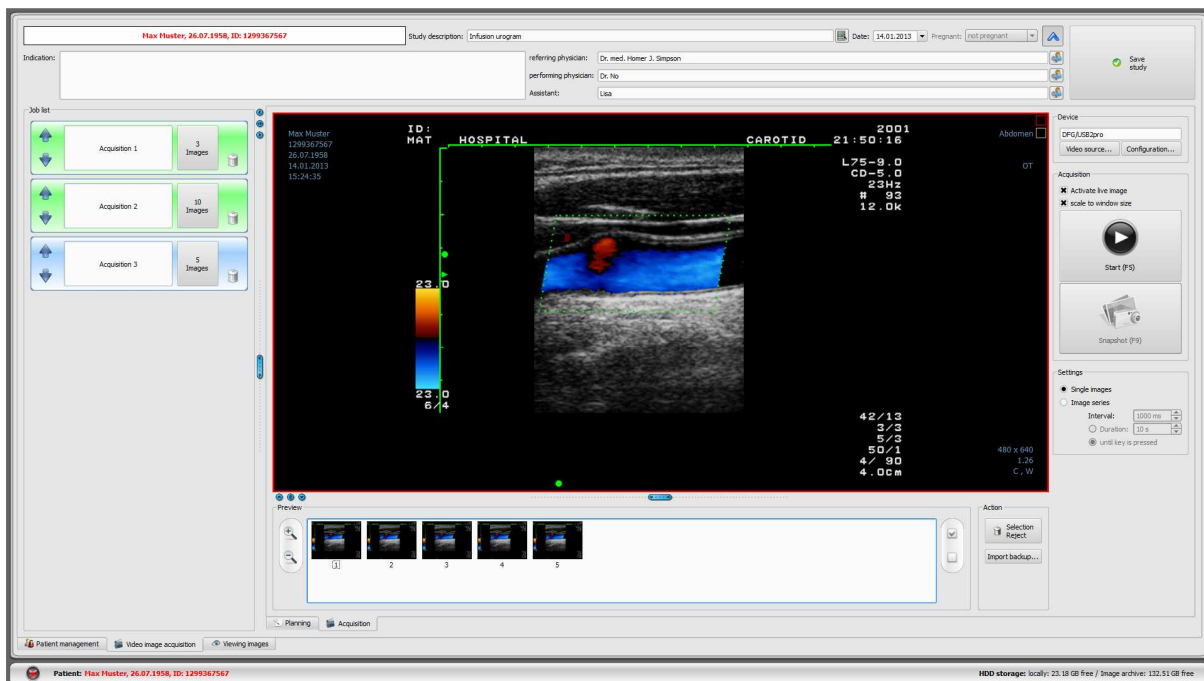 Max Muster, 26.07.1958, ID: 1299367567
Study description: Infusion urogram
Date: 14.01.2013
Pregnant: not pregnant
Save study
Indication:
referring physician: Dr. med. Homer J. Simpson
performing physician: Dr. No
Assistant: Lisa
Job list
Acquisition 1
3 Images
Acquisition 2
10 Images
Acquisition 3
5 Images
Max Muster
1299367567
26.07.1958
14.01.2013
15:24:35
ID:
MAT HOSPITAL
CAROTID
2001
21:50:16
L75-9.0
CD-5.0
23Hz
# 93
12.0k
Abdomen
OT
23.0
23.0
6/4
42/13
3/3
5/3
50/1
4/ 90
4.0cm
480 x 640
1.26
C , W
Device
DFG/USB2pro
Video source... Configuration...
Acquisition
Activate live image
scale to window size
Start (F5)
Snapshot (F9)
Settings
Single images
Image series
Interval: 1000 ms
Duration: 10 s
until key is pressed
Preview
1 2 3 4 5
Action
Selection Reject
Import backup...
Planning Acquisition
Patient management Video image acquisition Viewing images
Patient: Max Muster, 26.07.1958, ID: 1299367567
HDD storage: locally: 23.18 GB free / Image archive: 132.51 GB free